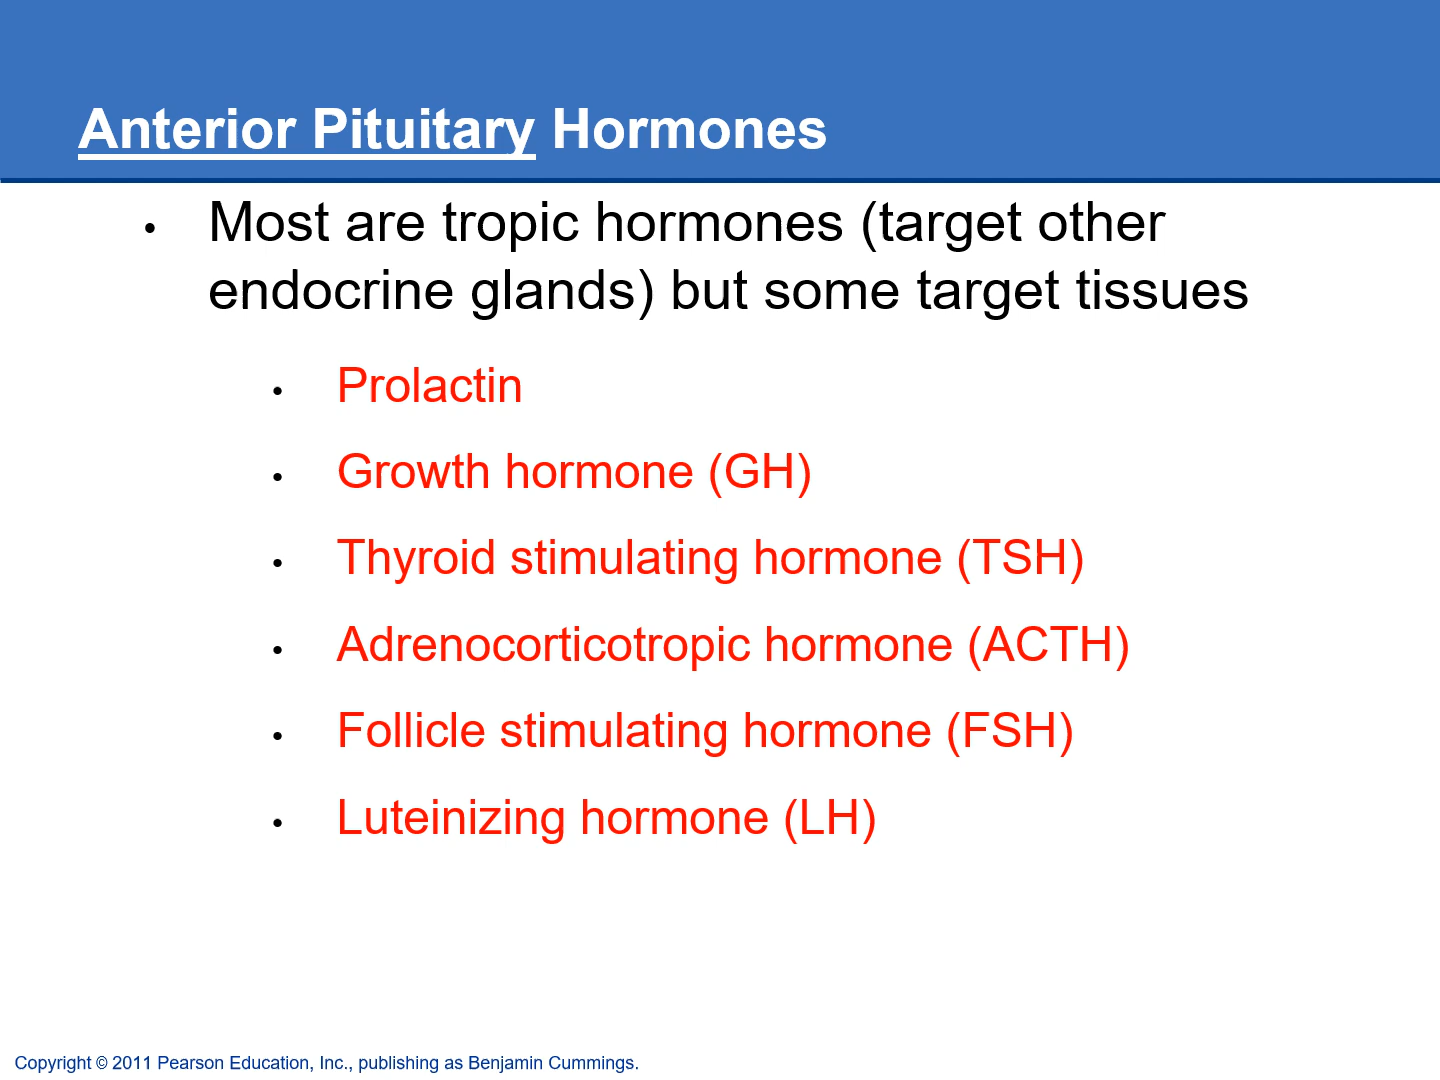 Anterior Pituitary Hormones
• Most are tropic hormones (target other
endocrine glands) but some target tissues
• Prolactin
• Growth hormone (GH)
• Thyroid stimulating hormone (TSH)
• Adrenocorticotropic hormone (ACTH)
• Follicle stimulating hormone (FSH)
• Luteinizing hormone (LH)
Copyright © 2011 Pearson Education, Inc., publishing as Benjamin Cummings.